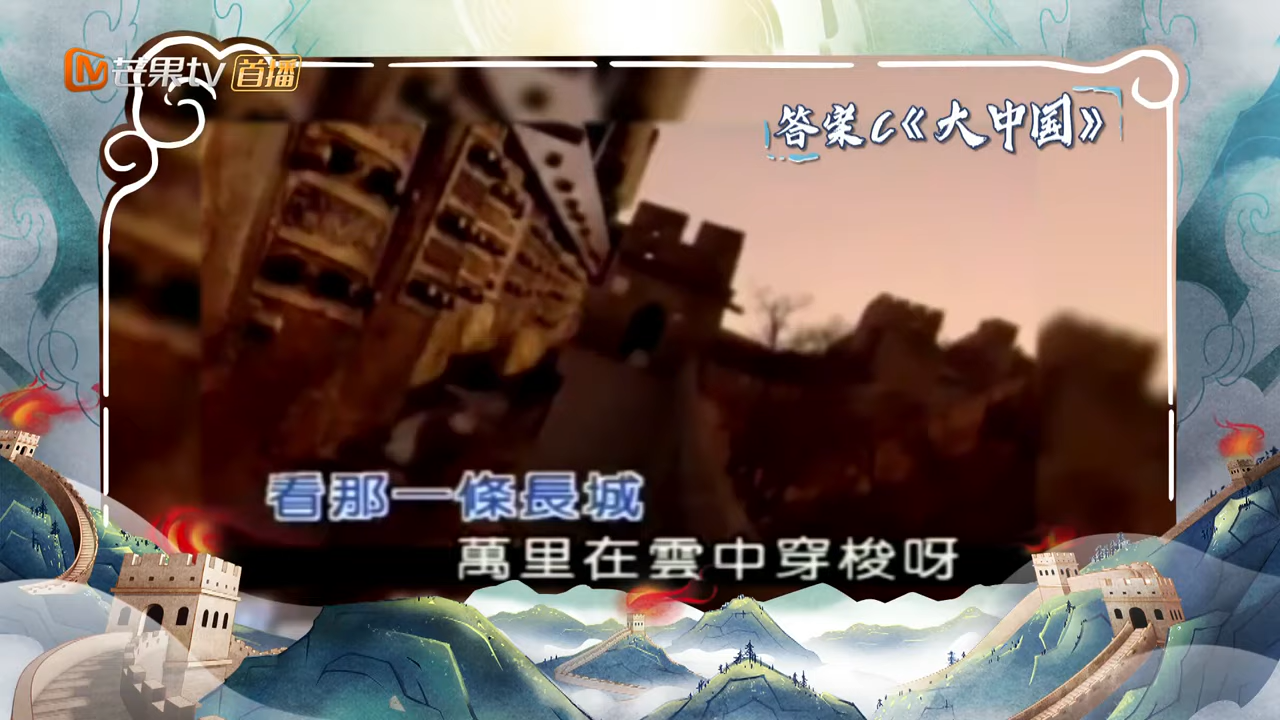 芒果tv 首播
答案c《大中国》
看那一條長城
萬里在雲中穿梭呀